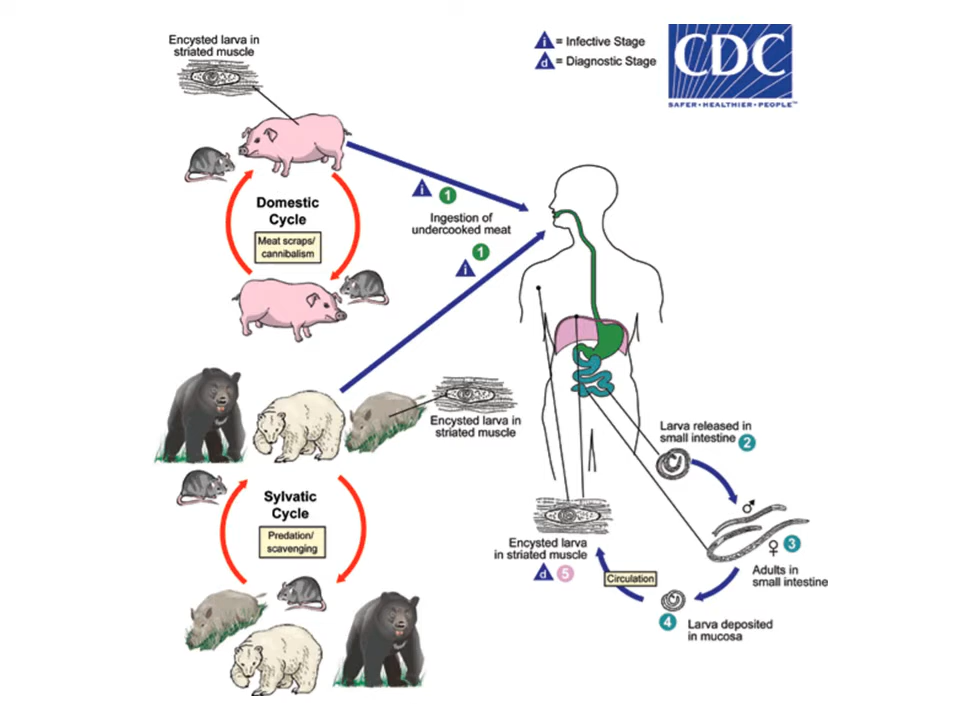 Encysted larva in
striated muscle
i = Infective Stage
d = Diagnostic Stage
CDC
SAFER•HEALTHIER•PEOPLE™
i 1
Ingestion of
undercooked meat
1
i
Domestic
Cycle
Meat scraps/
cannibalism
Encysted larva in
striated muscle
Larva released in
small intestine 2
Sylvatic
Cycle
Predation/
scavenging
♂
♀ 3
Adults in
small intestine
Encysted larva
in striated muscle
d 5
Circulation
4 Larva deposited
in mucosa